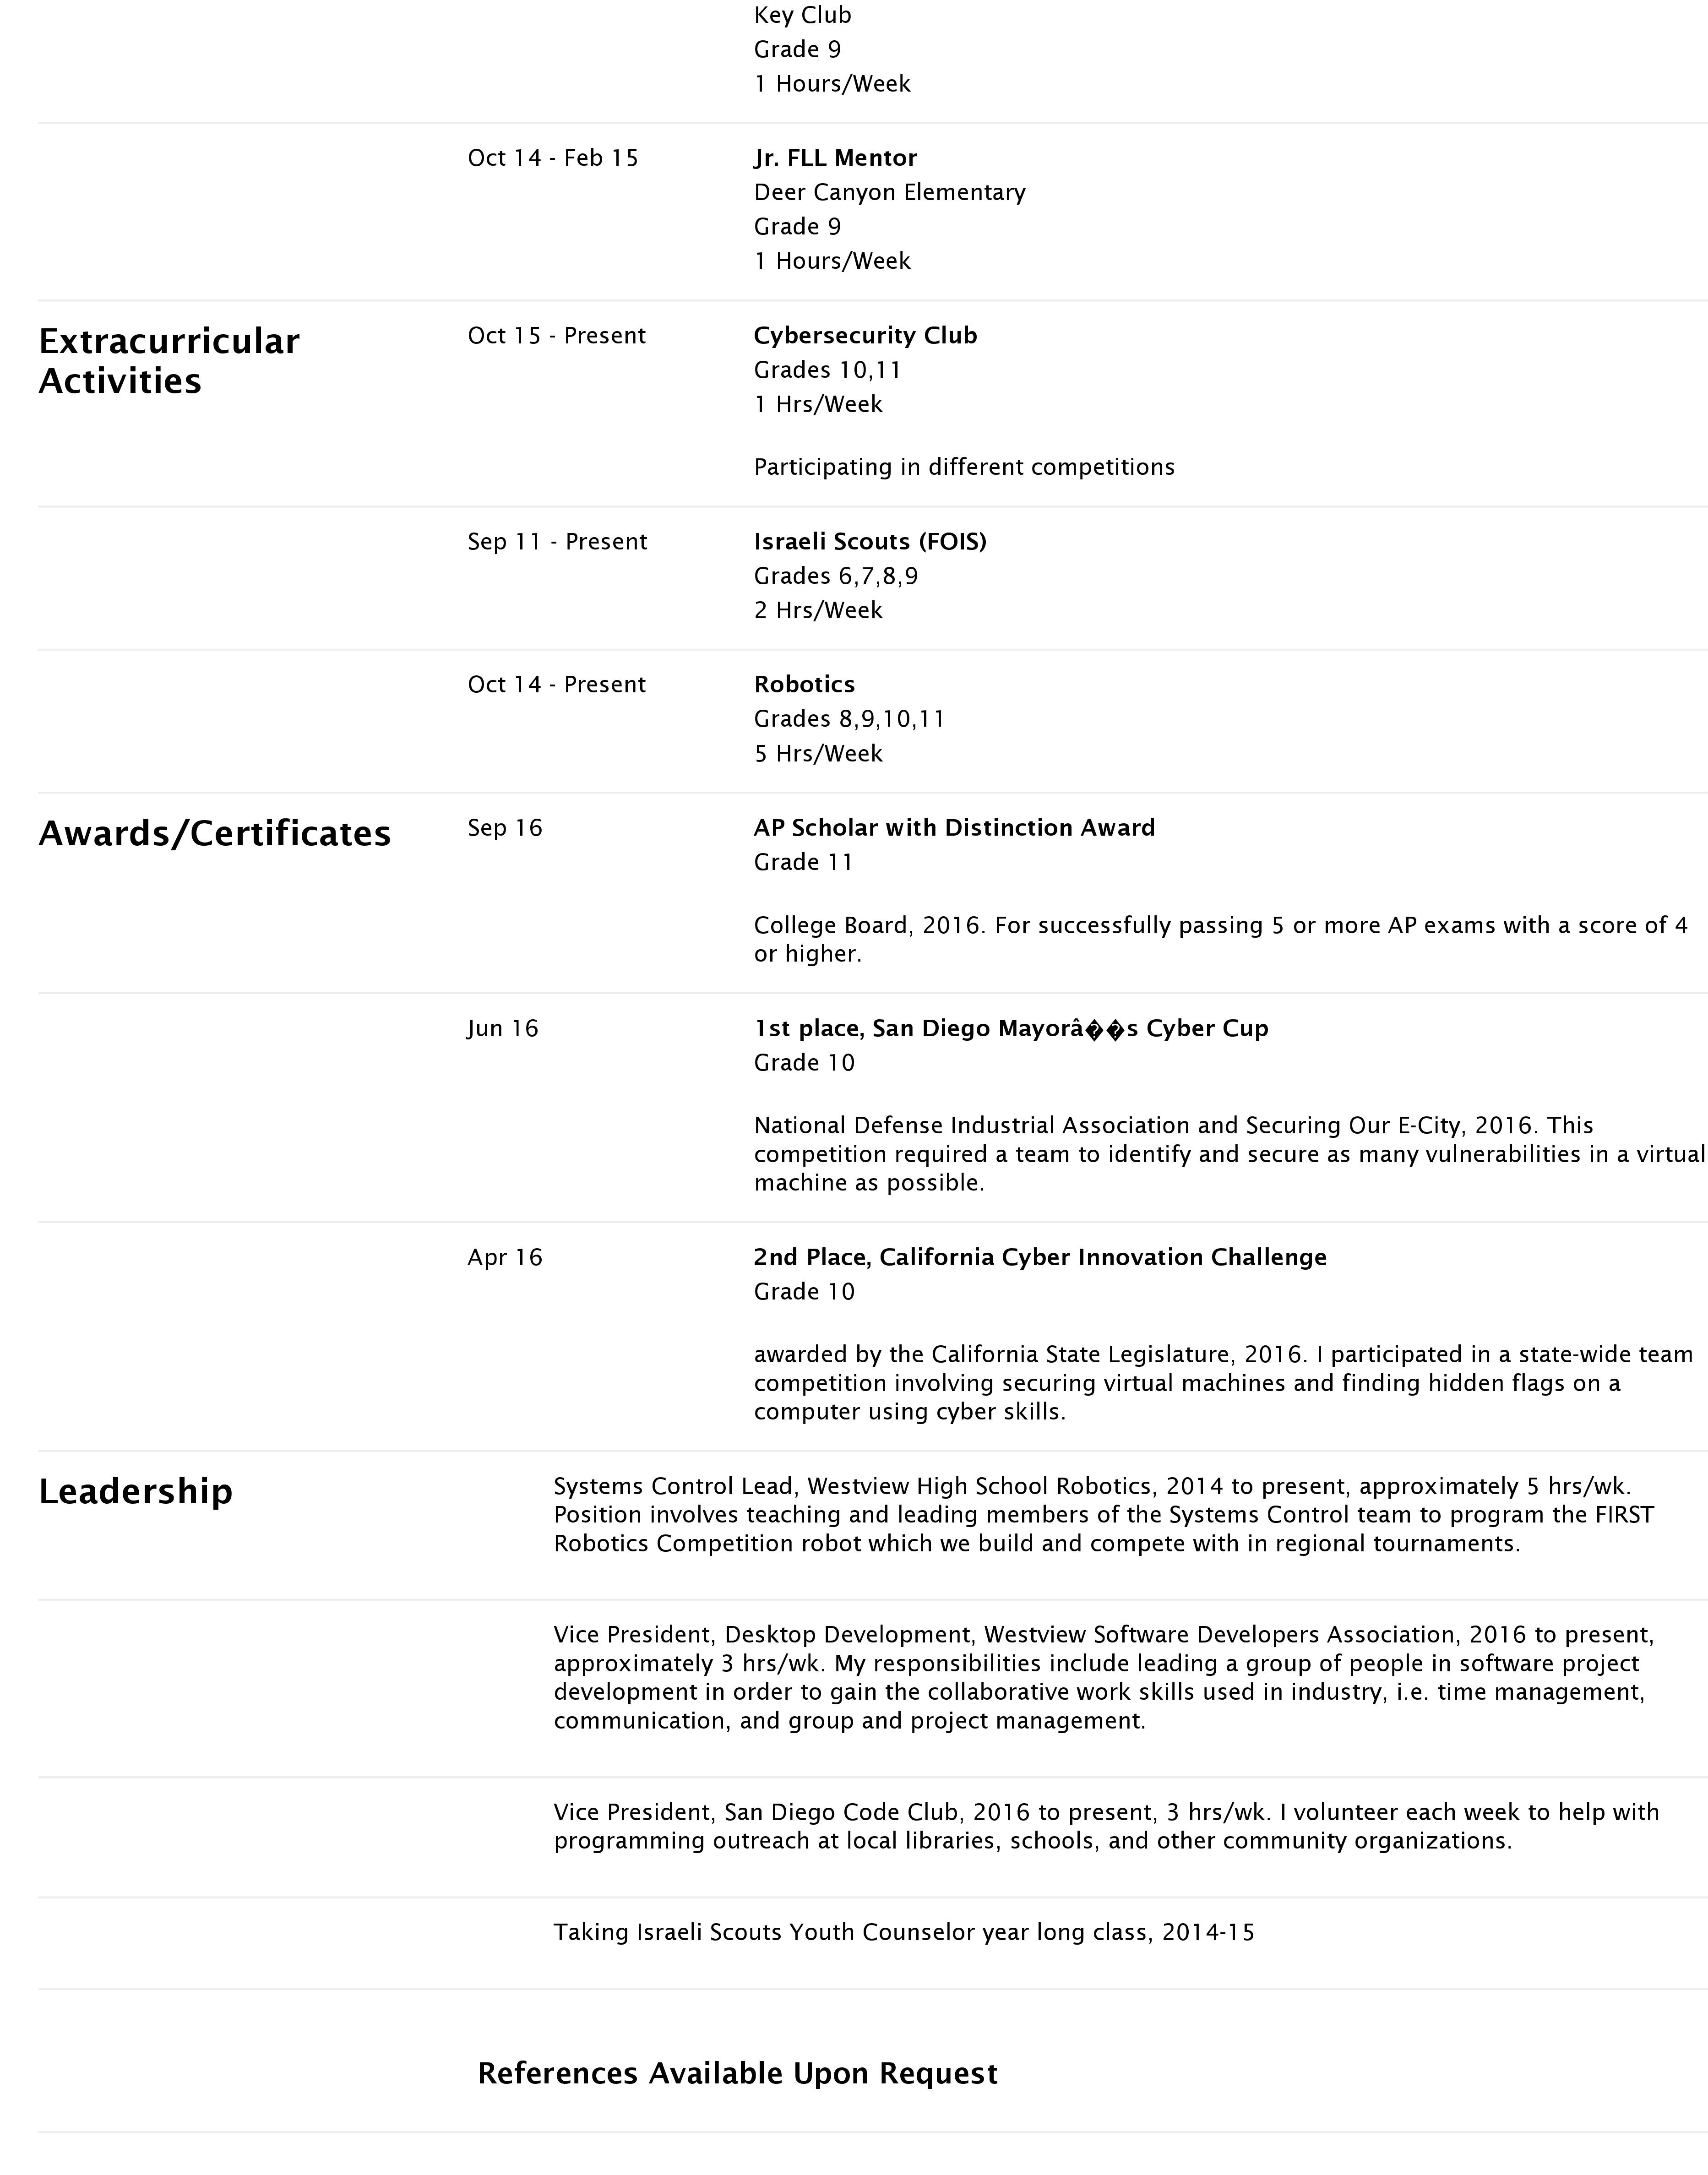 Key Club
Grade 9
1 Hours/Week
Oct 14 - Feb 15
Jr. FLL Mentor
Deer Canyon Elementary
Grade 9
1 Hours/Week
Extracurricular
Activities
Oct 15 - Present
Cybersecurity Club
Grades 10,11
1 Hrs/Week
Participating in different competitions
Sep 11 - Present
Israeli Scouts (FOIS)
Grades 6,7,8,9
2 Hrs/Week
Oct 14 - Present
Robotics
Grades 8,9,10,11
5 Hrs/Week
Awards/Certificates
Sep 16
AP Scholar with Distinction Award
Grade 11
College Board, 2016. For successfully passing 5 or more AP exams with a score of 4
or higher.
Jun 16
1st place, San Diego Mayorâ��s Cyber Cup
Grade 10
National Defense Industrial Association and Securing Our E-City, 2016. This
competition required a team to identify and secure as many vulnerabilities in a virtual
machine as possible.
Apr 16
2nd Place, California Cyber Innovation Challenge
Grade 10
awarded by the California State Legislature, 2016. I participated in a state-wide team
competition involving securing virtual machines and finding hidden flags on a
computer using cyber skills.
Leadership
Systems Control Lead, Westview High School Robotics, 2014 to present, approximately 5 hrs/wk.
Position involves teaching and leading members of the Systems Control team to program the FIRST
Robotics Competition robot which we build and compete with in regional tournaments.
Vice President, Desktop Development, Westview Software Developers Association, 2016 to present,
approximately 3 hrs/wk. My responsibilities include leading a group of people in software project
development in order to gain the collaborative work skills used in industry, i.e. time management,
communication, and group and project management.
Vice President, San Diego Code Club, 2016 to present, 3 hrs/wk. I volunteer each week to help with
programming outreach at local libraries, schools, and other community organizations.
Taking Israeli Scouts Youth Counselor year long class, 2014-15
References Available Upon Request